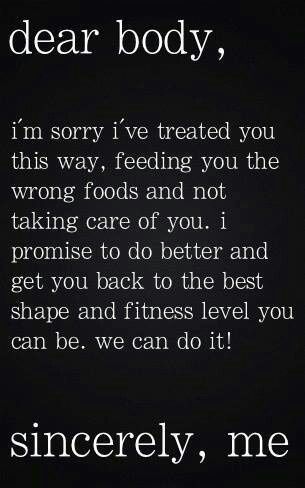 dear body,
i´m sorry i´ve treated you
this way, feeding you the
wrong foods and not
taking care of you. i
promise to do better and
get you back to the best
shape and fitness level you
can be. we can do it!
sincerely, me